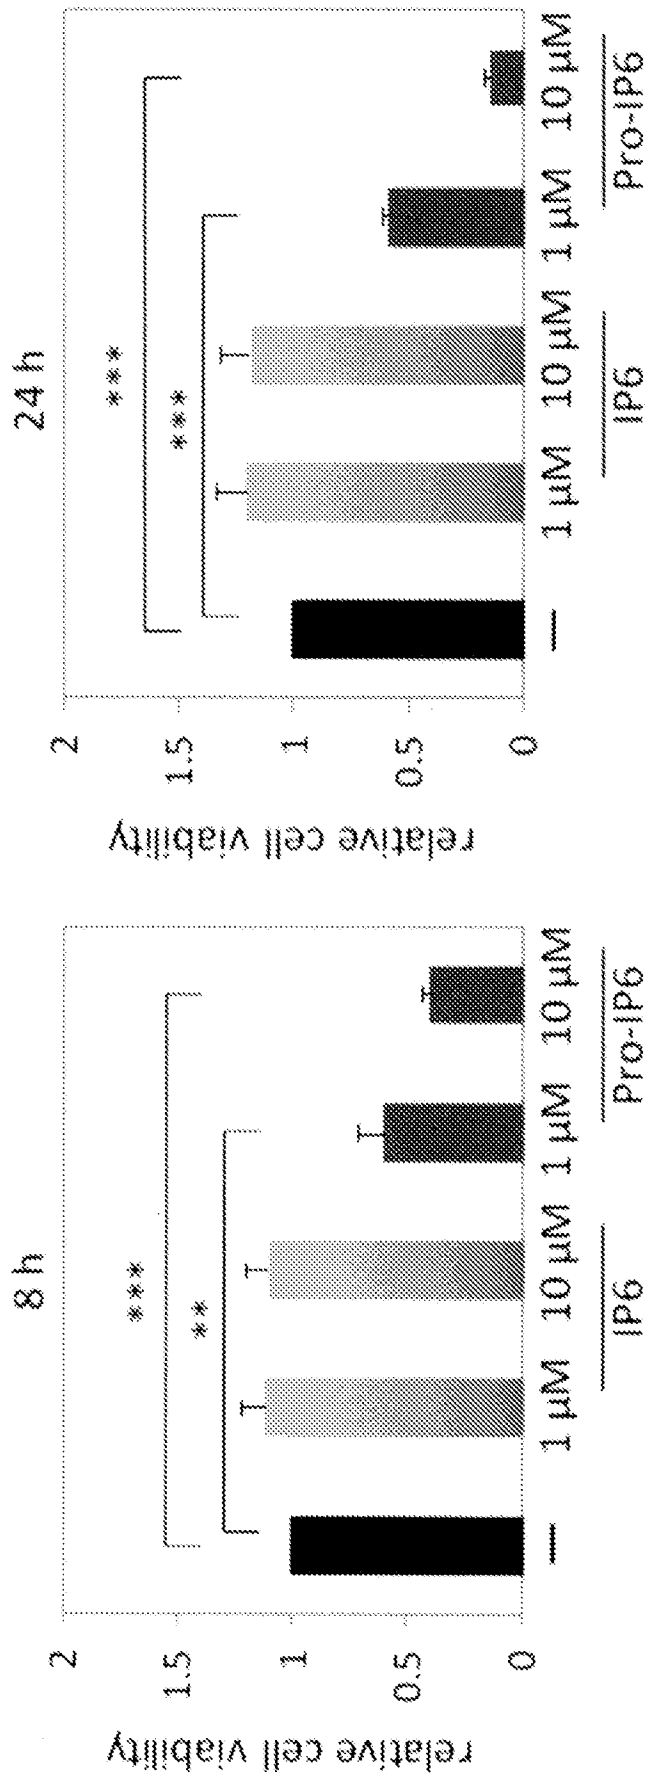 8 h
relative cell viability
2
1.5
1
0.5
0
***
**
— 1 µM 10 µM 1 µM 10 µM
IP6 Pro-IP6
24 h
relative cell viability
2
1.5
1
0.5
0
***
***
— 1 µM 10 µM 1 µM 10 µM
IP6 Pro-IP6